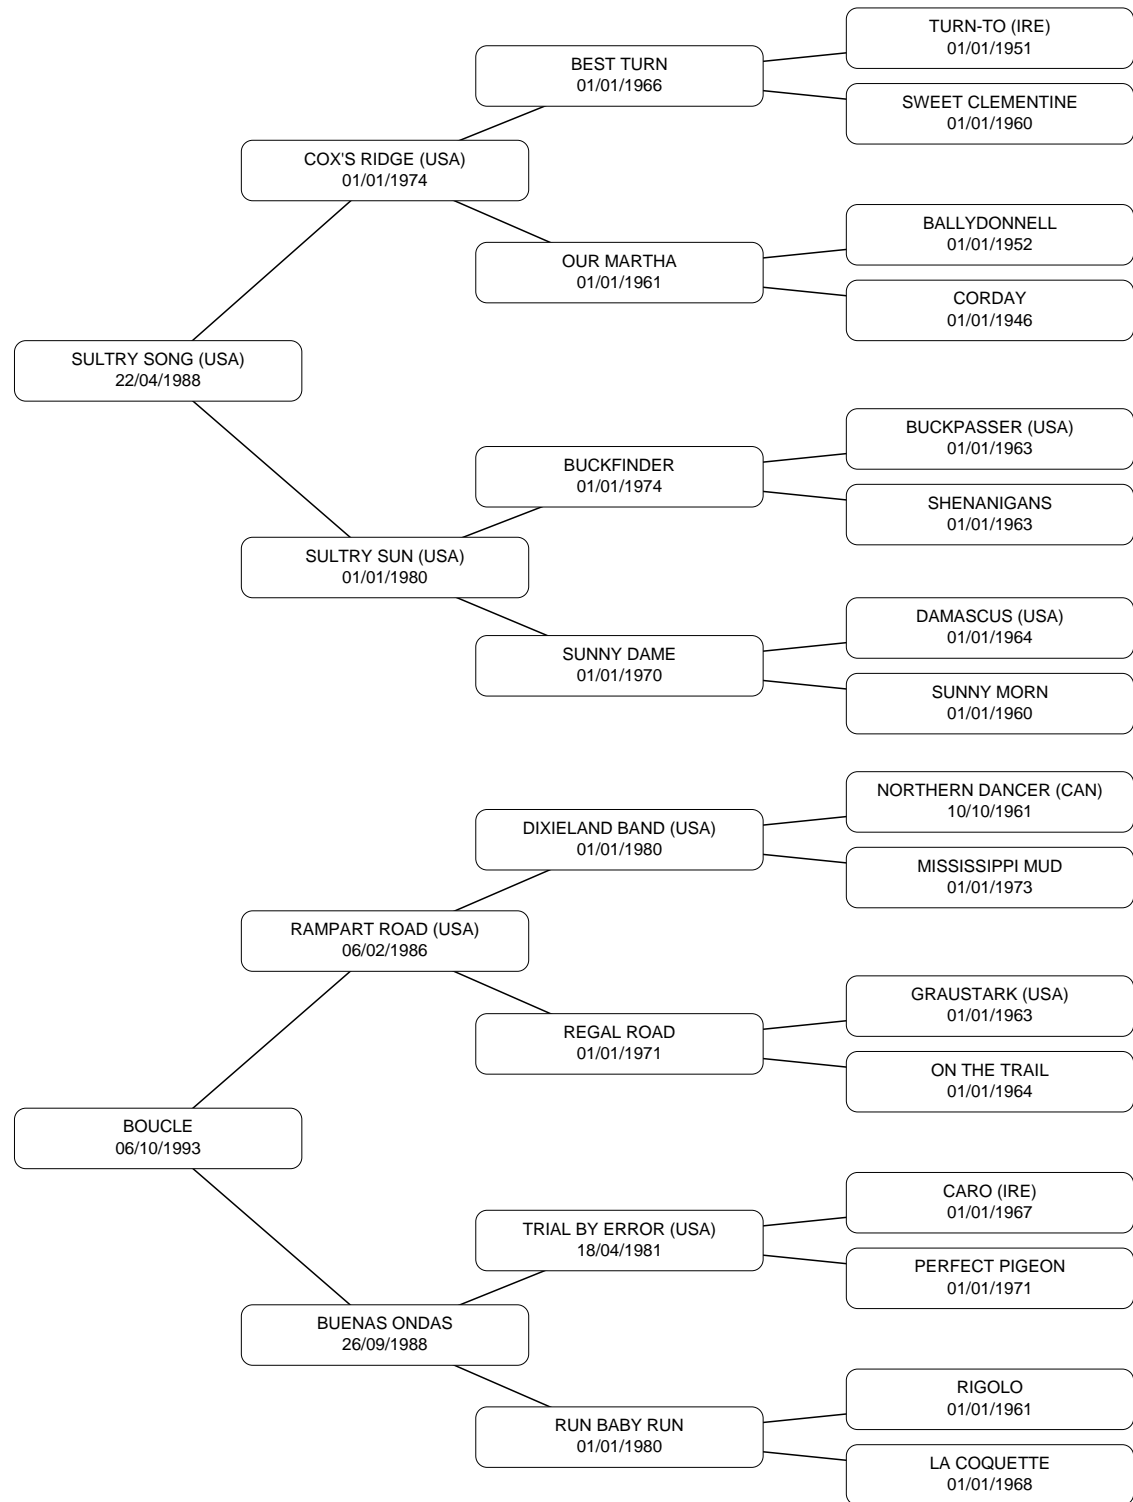 TURN-TO (IRE)
01/01/1951
BEST TURN
01/01/1966
SWEET CLEMENTINE
01/01/1960
COX'S RIDGE (USA)
01/01/1974
BALLYDONNELL
01/01/1952
OUR MARTHA
01/01/1961
CORDAY
01/01/1946
SULTRY SONG (USA)
22/04/1988
BUCKPASSER (USA)
01/01/1963
BUCKFINDER
01/01/1974
SHENANIGANS
01/01/1963
SULTRY SUN (USA)
01/01/1980
DAMASCUS (USA)
01/01/1964
SUNNY DAME
01/01/1970
SUNNY MORN
01/01/1960
NORTHERN DANCER (CAN)
10/10/1961
DIXIELAND BAND (USA)
01/01/1980
MISSISSIPPI MUD
01/01/1973
RAMPART ROAD (USA)
06/02/1986
GRAUSTARK (USA)
01/01/1963
REGAL ROAD
01/01/1971
ON THE TRAIL
01/01/1964
BOUCLE
06/10/1993
CARO (IRE)
01/01/1967
TRIAL BY ERROR (USA)
18/04/1981
PERFECT PIGEON
01/01/1971
BUENAS ONDAS
26/09/1988
RIGOLO
01/01/1961
RUN BABY RUN
01/01/1980
LA COQUETTE
01/01/1968